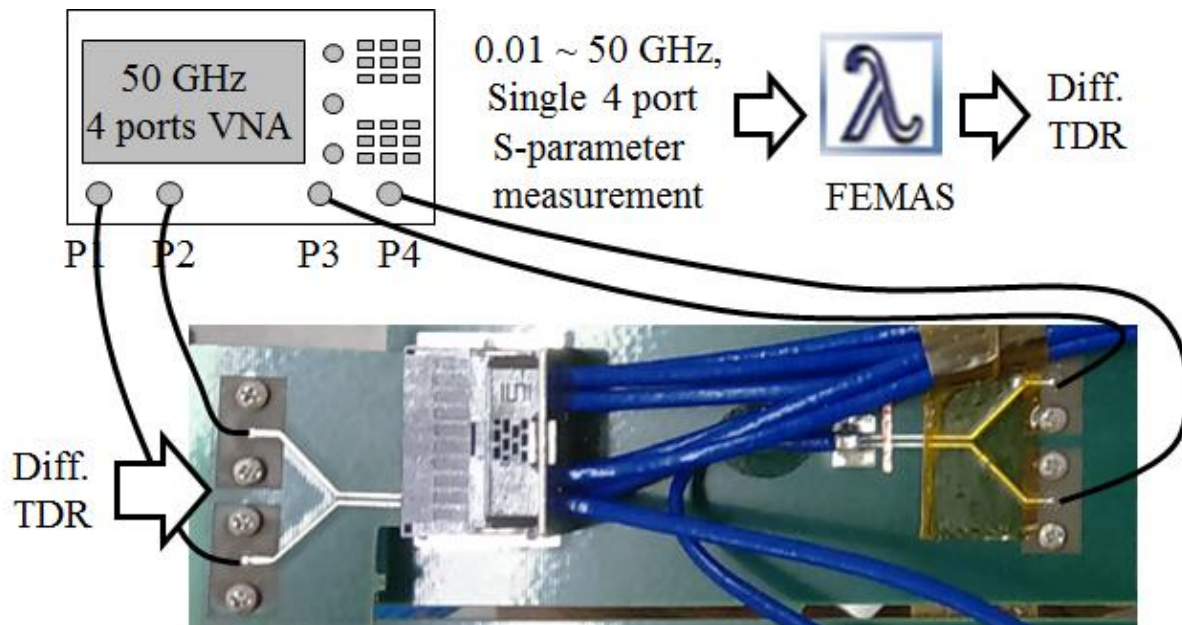 50 GHz
4 ports VNA
P1
P2
P3
P4
0.01 ~ 50 GHz,
Single 4 port
S-parameter
measurement
λ
FEMAS
Diff.
TDR
Diff.
TDR